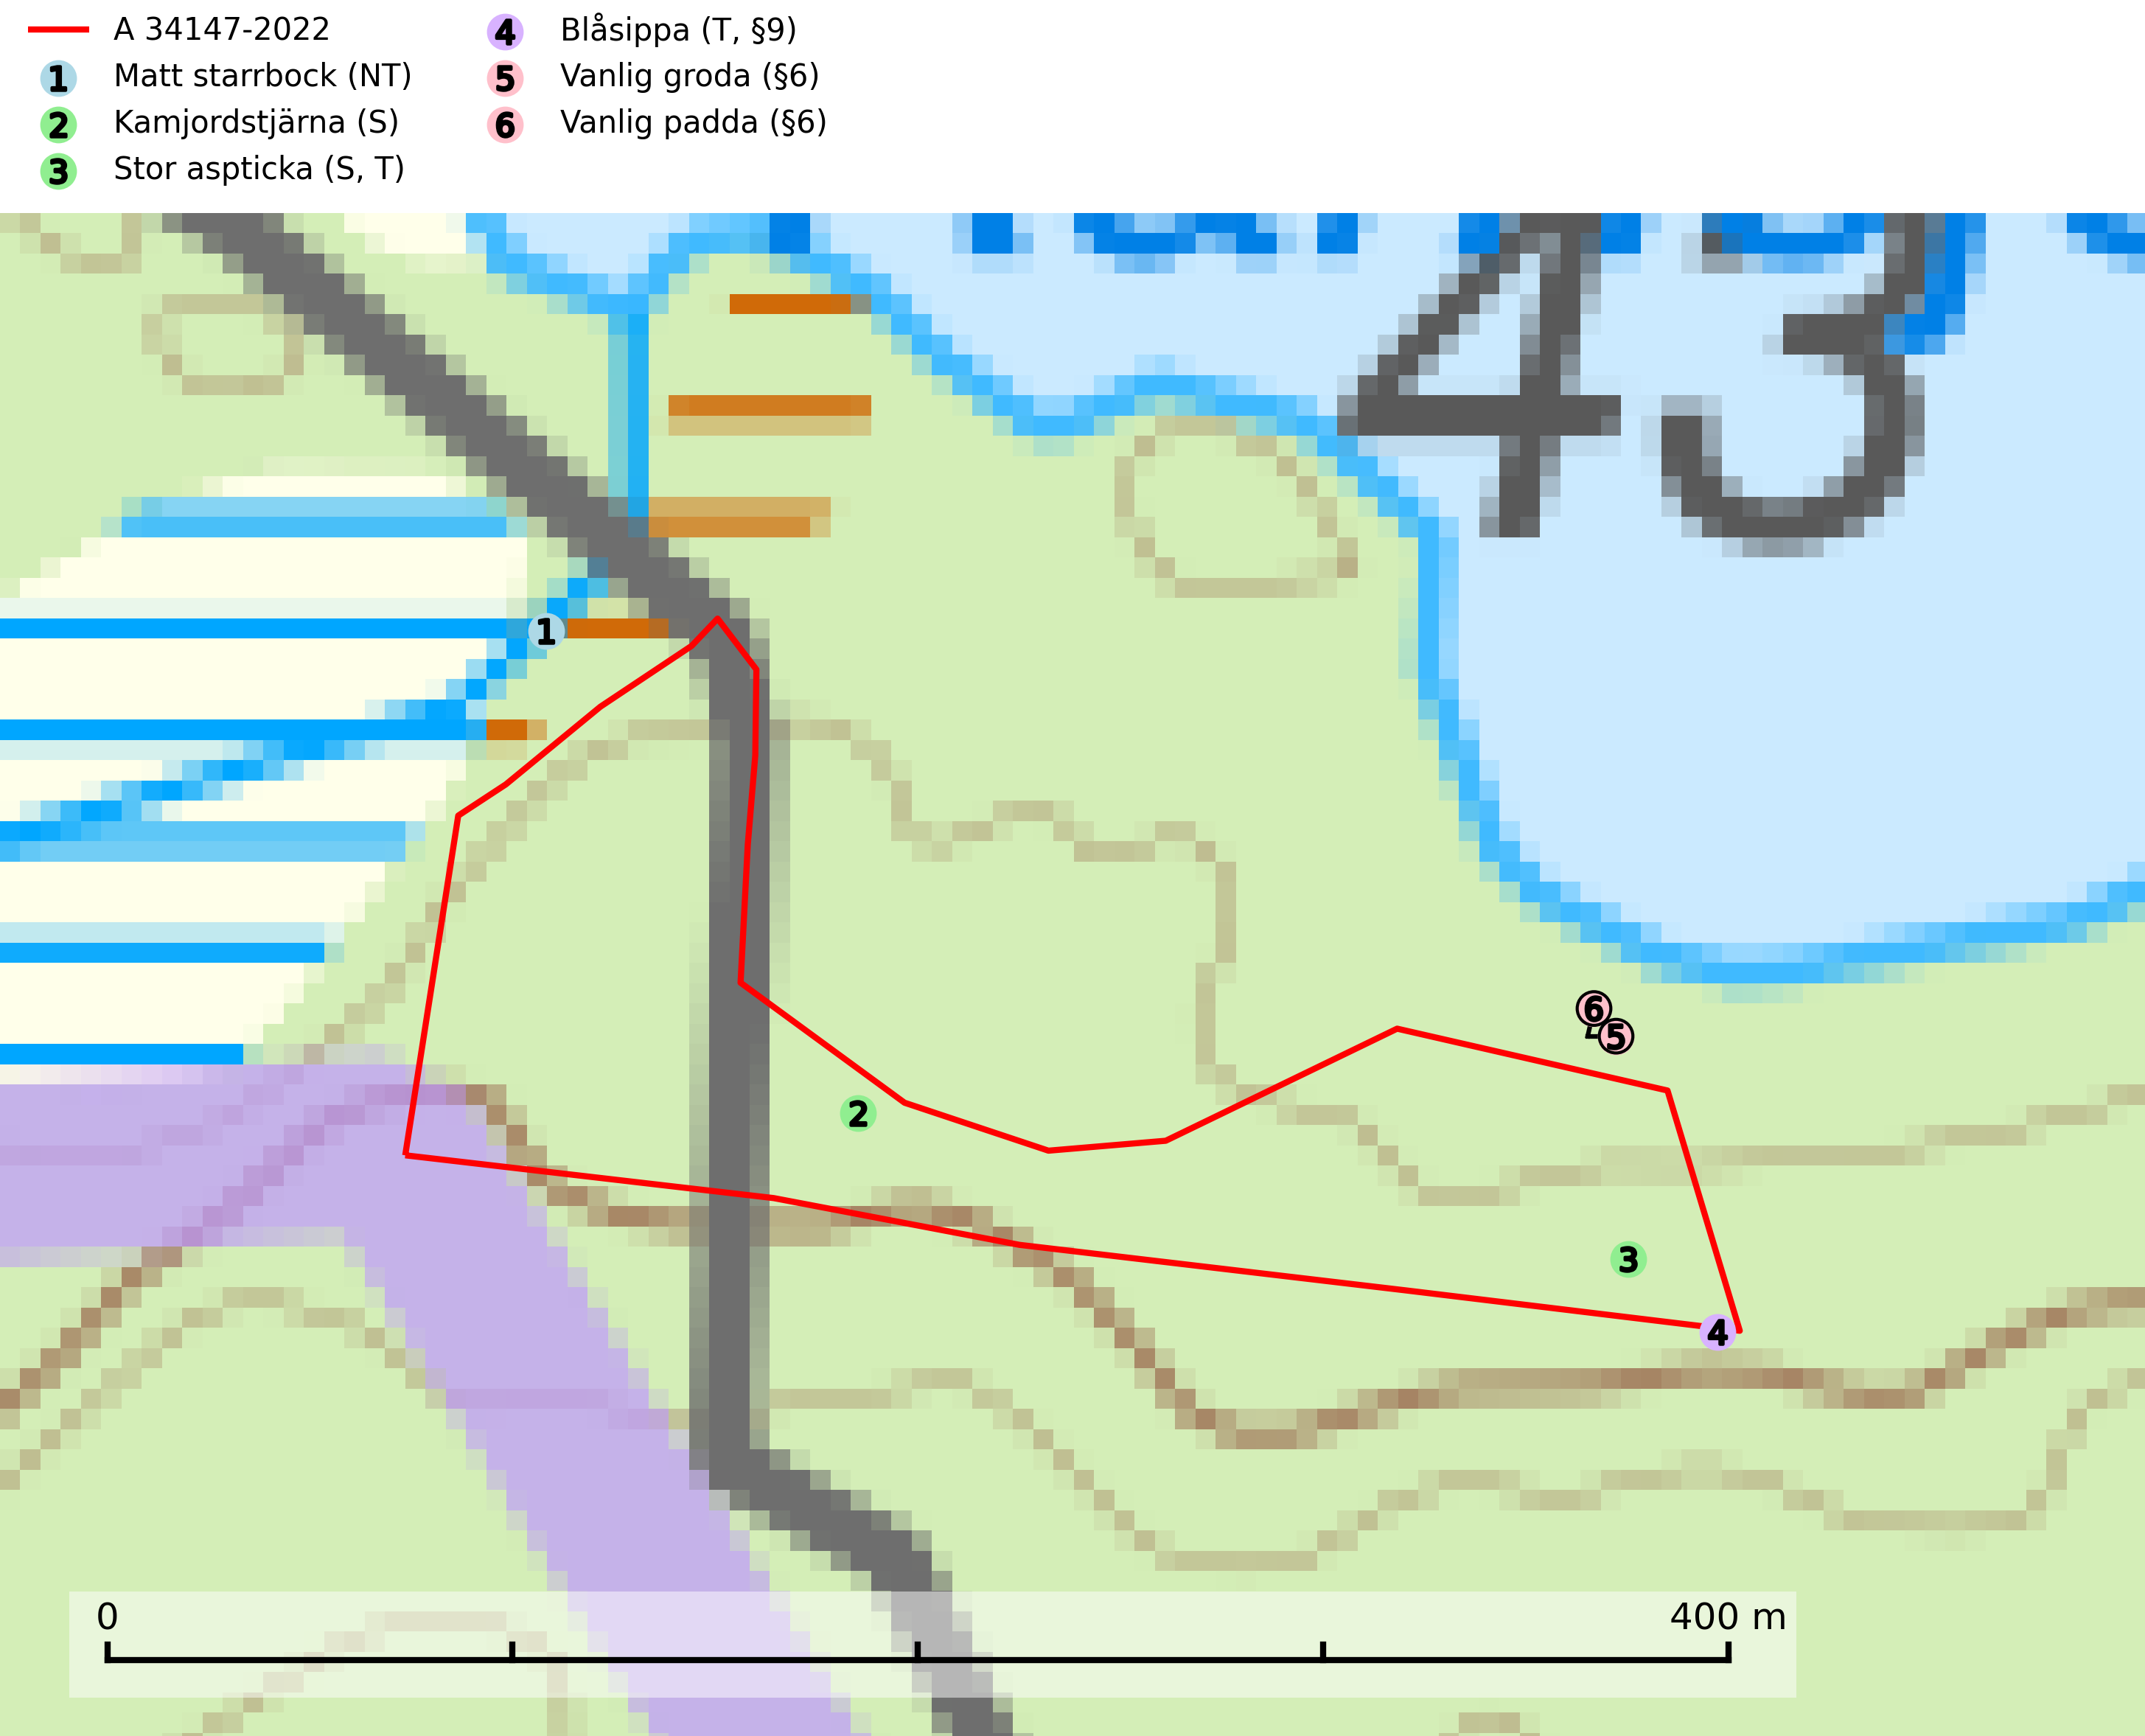 A 34147-2022
1 Matt starrbock (NT)
2 Kamjordstjärna (S)
3 Stor aspticka (S, T)
4 Blåsippa (T, §9)
5 Vanlig groda (§6)
6 Vanlig padda (§6)
43
1
6
5
2
3
4
0 400 m